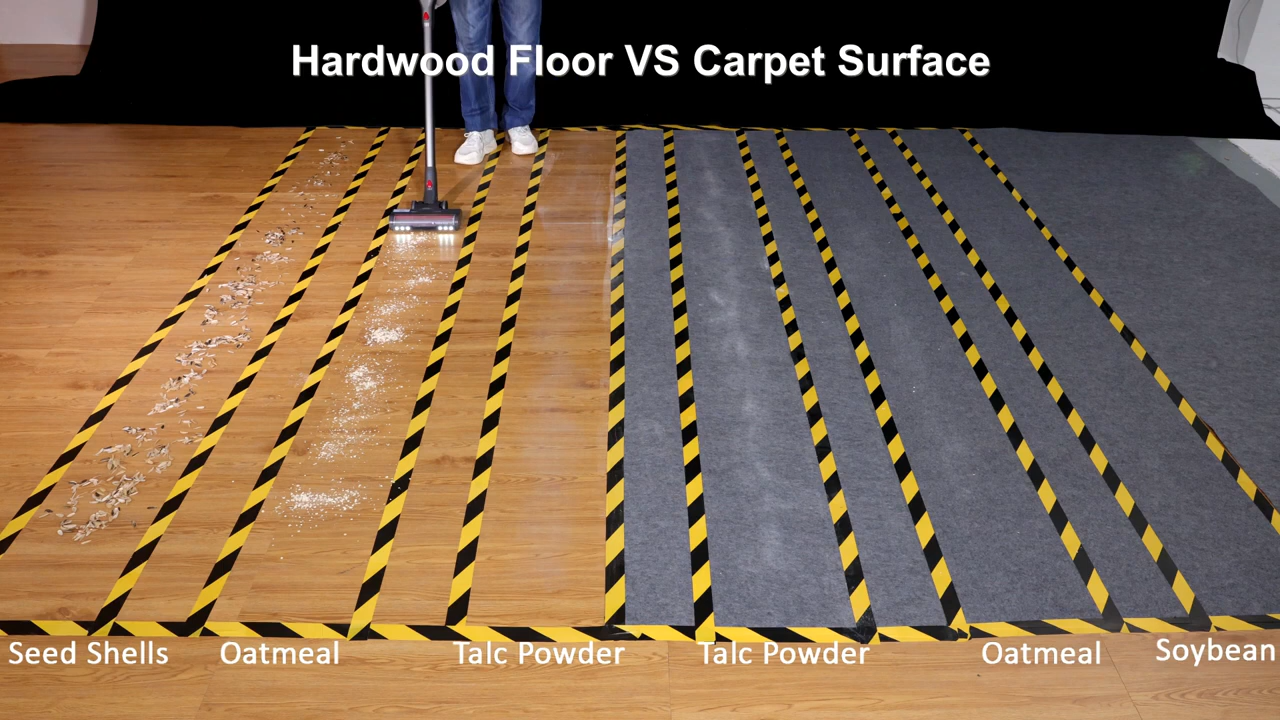 Hardwood Floor VS Carpet Surface
Seed Shells
Oatmeal
Talc Powder
Talc Powder
Oatmeal
Soybean